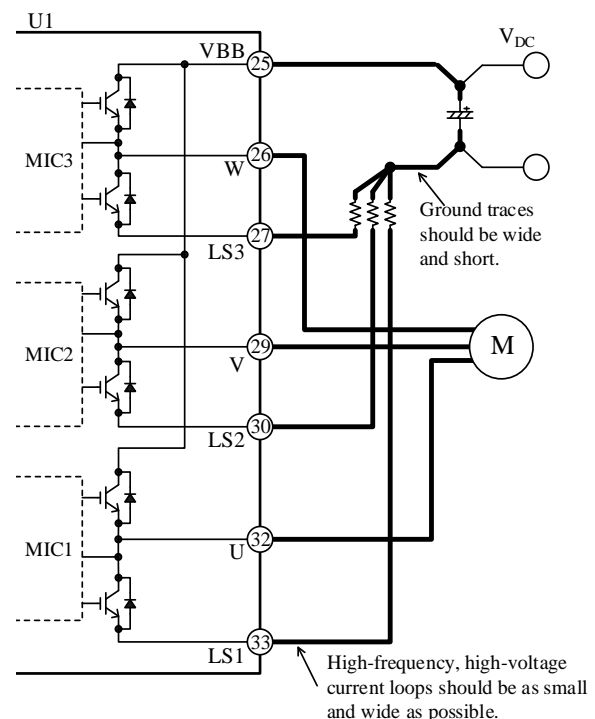 U1
VBB
25
VDC
+
MIC3
26
W
27
LS3
Ground traces
should be wide
and short.
MIC2
29
V
M
30
LS2
MIC1
32
U
33
LS1
High-frequency, high-voltage
current loops should be as small
and wide as possible.